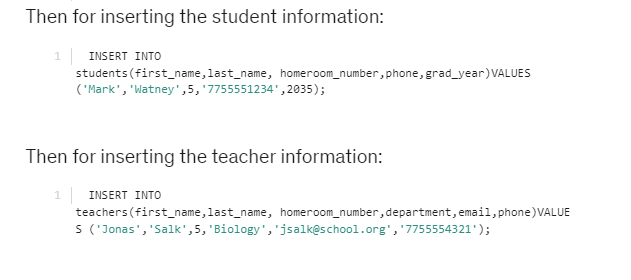 Then for inserting the student information:
1 INSERT INTO
students(first_name,last_name, homeroom_number,phone,grad_year)VALUES
('Mark','Watney',5,'7755551234',2035);
Then for inserting the teacher information:
1 INSERT INTO
teachers(first_name,last_name, homeroom_number,department,email,phone)VALUE
S ('Jonas','Salk',5,'Biology','jsalk@school.org','7755554321');